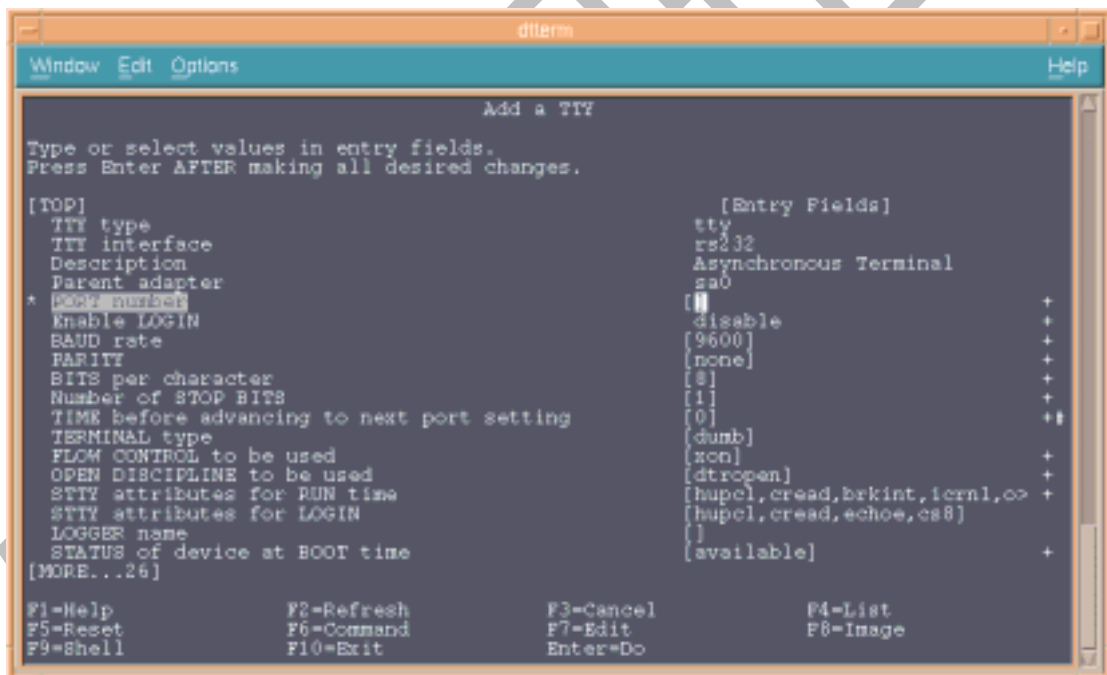 dtterm
Window Edit Options Help
Add a TTY
Type or select values in entry fields.
Press Enter AFTER making all desired changes.
[TOP] [Entry Fields]
TTY type tty
TTY interface rs232
Description Asynchronous Terminal
Parent adapter sa0
* PORT number [] +
Enable LOGIN disable +
BAUD rate [9600] +
PARITY [none] +
BITS per character [8] +
Number of STOP BITS [1] +
TIME before advancing to next port setting [0] +#
TERMINAL type [dumb]
FLOW CONTROL to be used [xon] +
OPEN DISCIPLINE to be used [dtropen] +
STTY attributes for RUN time [hupcl,cread,brkint,icrnl,o> +
STTY attributes for LOGIN [hupcl,cread,echoe,cs8]
LOGGER name []
STATUS of device at BOOT time [available] +
[MORE...26]
F1=Help F2=Refresh F3=Cancel F4=List
F5=Reset F6=Command F7=Edit F8=Image
F9=Shell F10=Exit Enter=Do